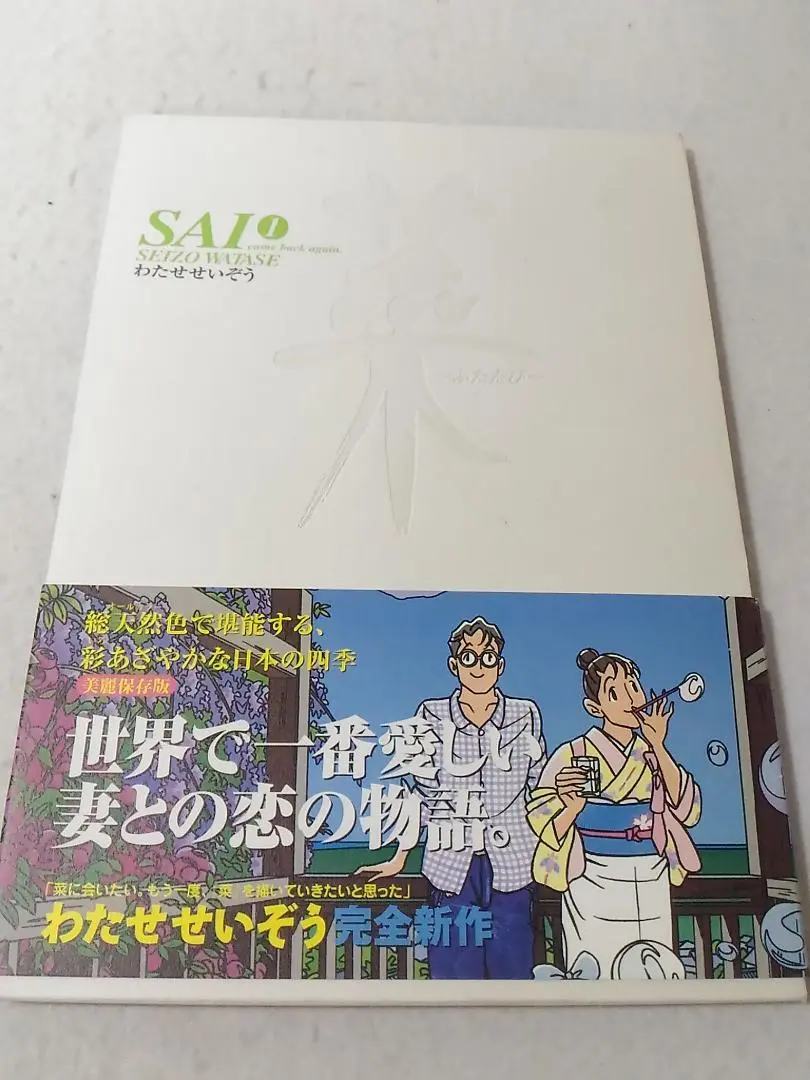 SAI 1
came back again.
SEIZO WATASE
わたせせいぞう
菜
〜ふたたび〜
総天然色で堪能する、
彩あざやかな日本の四季
美麗保存版
世界で一番愛しい
妻との恋の物語。
「菜に会いたい。もう一度、菜を描いていきたいと思った」
わたせせいぞう完全新作